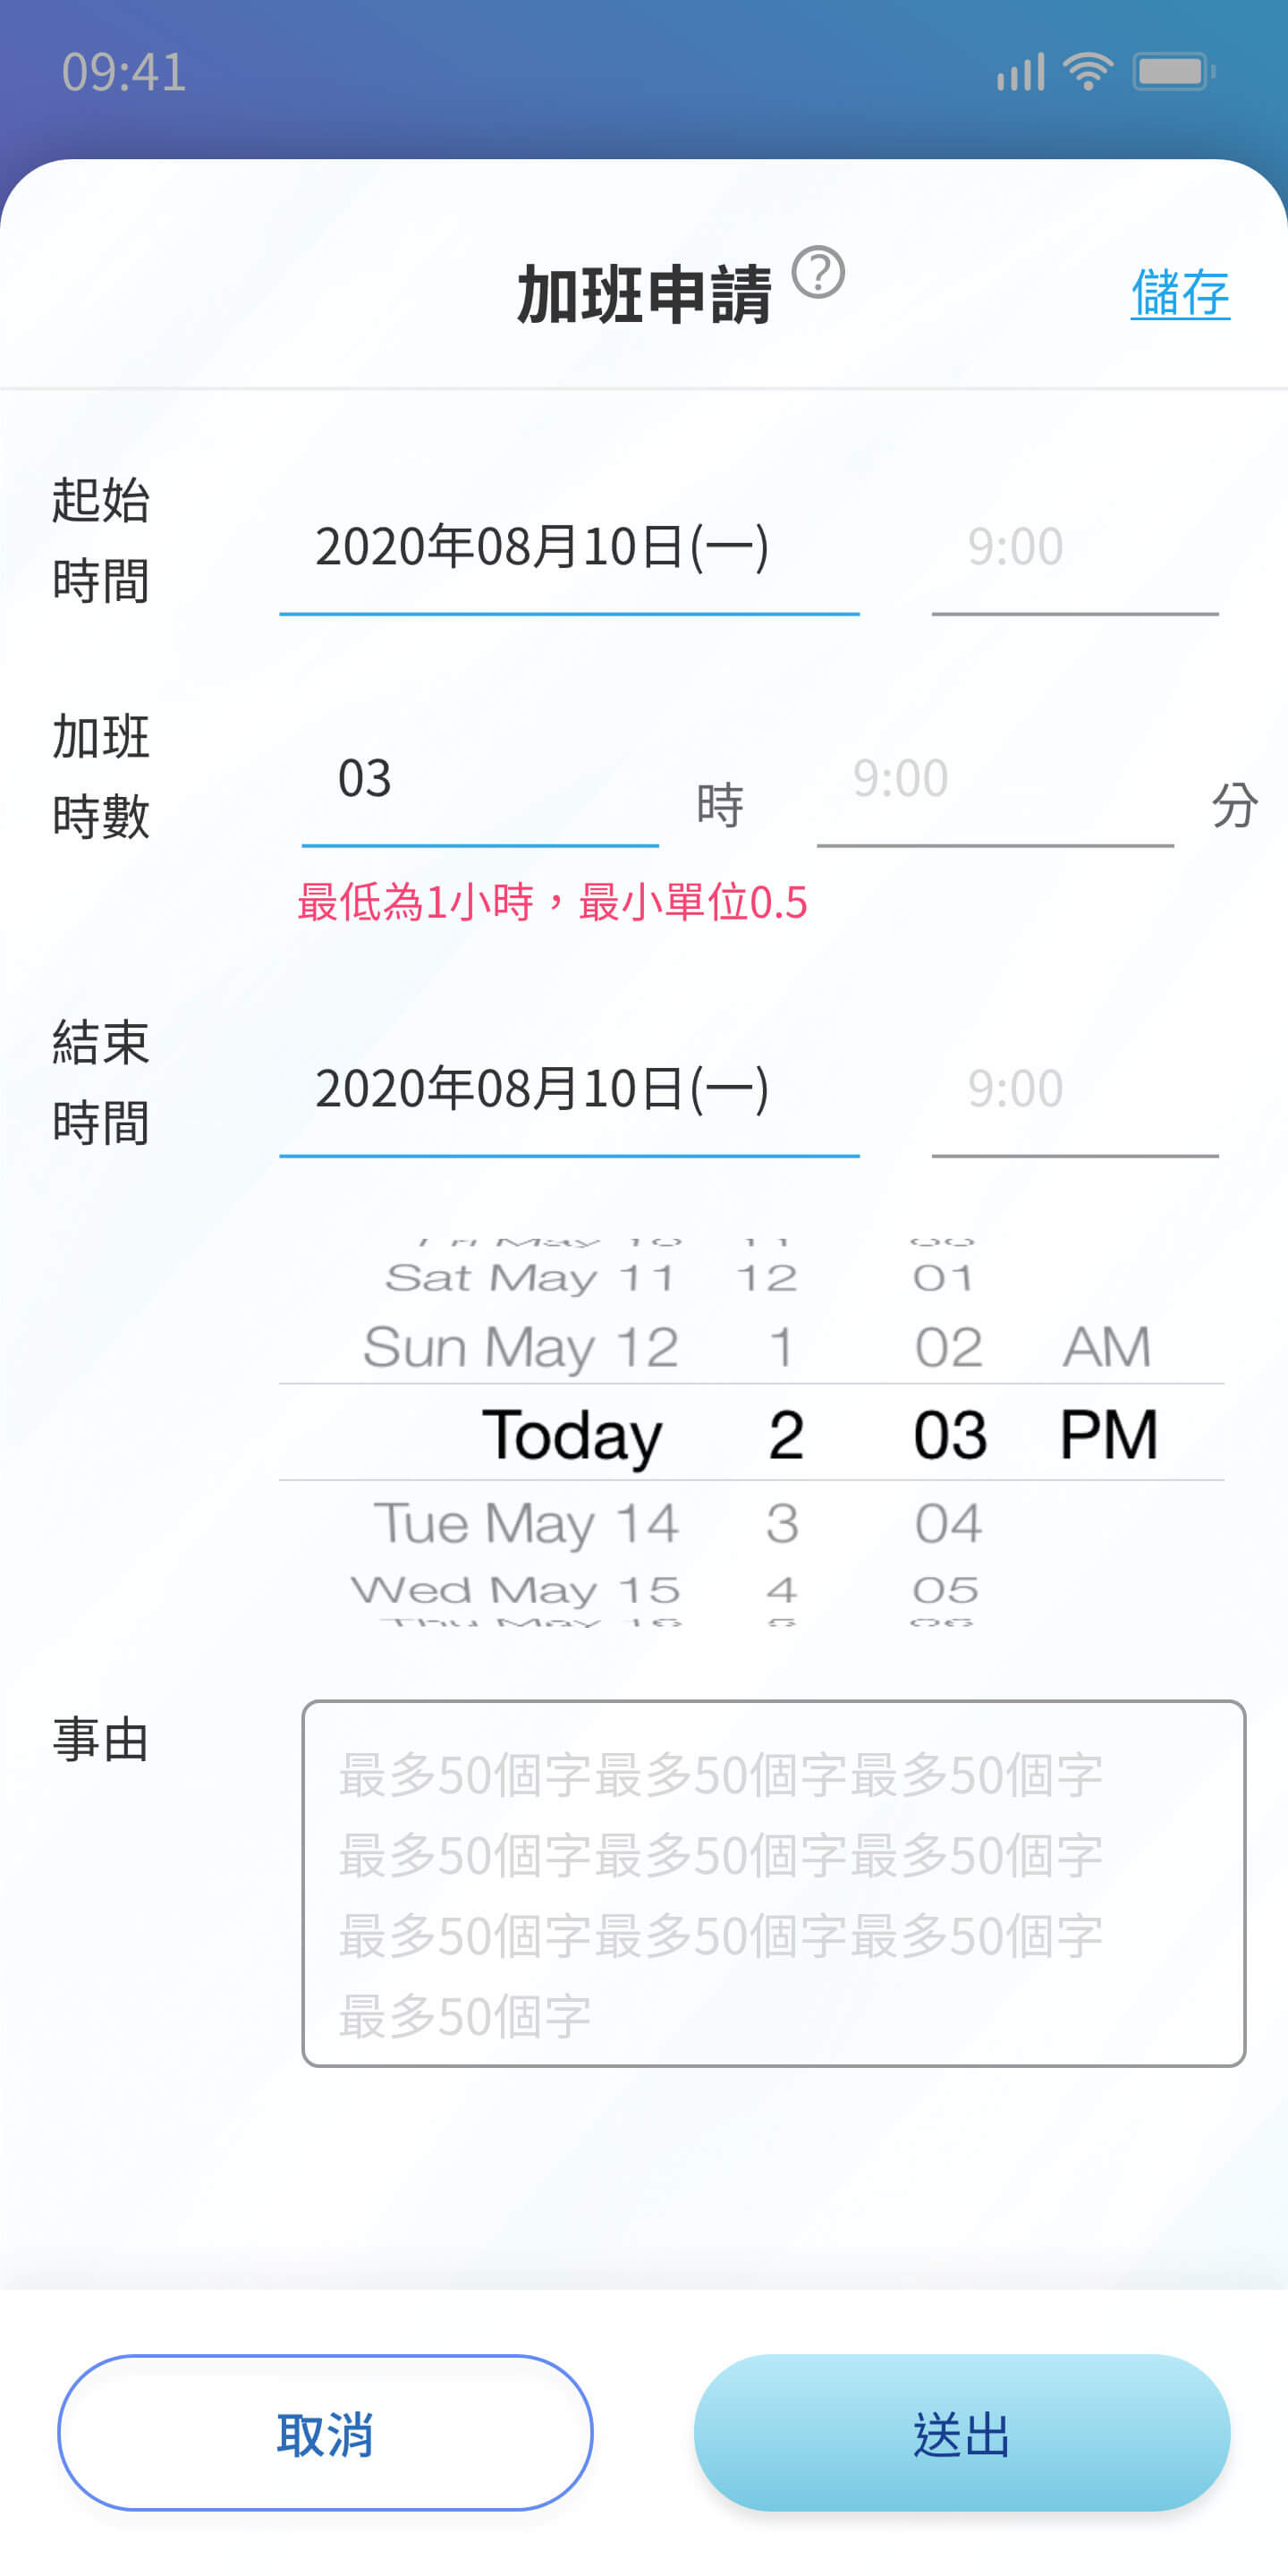 09:41
加班申請 ?
儲存
起始
時間
2020年08月10日(一)
9:00
加班
時數
03
時
9:00
分
最低為1小時，最小單位0.5
結束
時間
2020年08月10日(一)
9:00
Sat May 11 12 01
Sun May 12 1 02 AM
Today 2 03 PM
Tue May 14 3 04
Wed May 15 4 05
事由
最多50個字最多50個字最多50個字
最多50個字最多50個字最多50個字
最多50個字最多50個字最多50個字
最多50個字
取消
送出